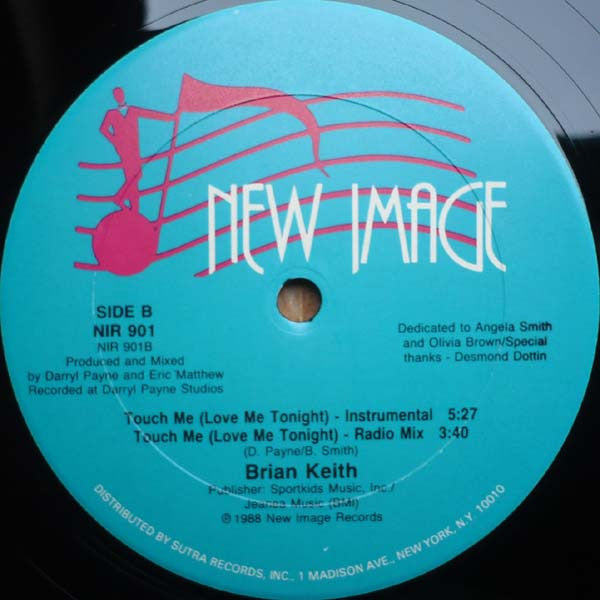 NEW IMAGE
SIDE B
NIR 901
NIR 901B
Produced and Mixed
by Darryl Payne and Eric Matthew
Recorded at Darryl Payne Studios
Dedicated to Angela Smith
and Olivia Brown/Special
thanks - Desmond Dottin
Touch Me (Love Me Tonight) - Instrumental 5:27
Touch Me (Love Me Tonight) - Radio Mix 3:40
(D. Payne/B. Smith)
Brian Keith
Publisher: Sportkids Music, Inc./
Jeanea Music (BMI)
℗ © 1988 New Image Records
DISTRIBUTED BY SUTRA RECORDS, INC., 1 MADISON AVE., NEW YORK, N.Y. 10010